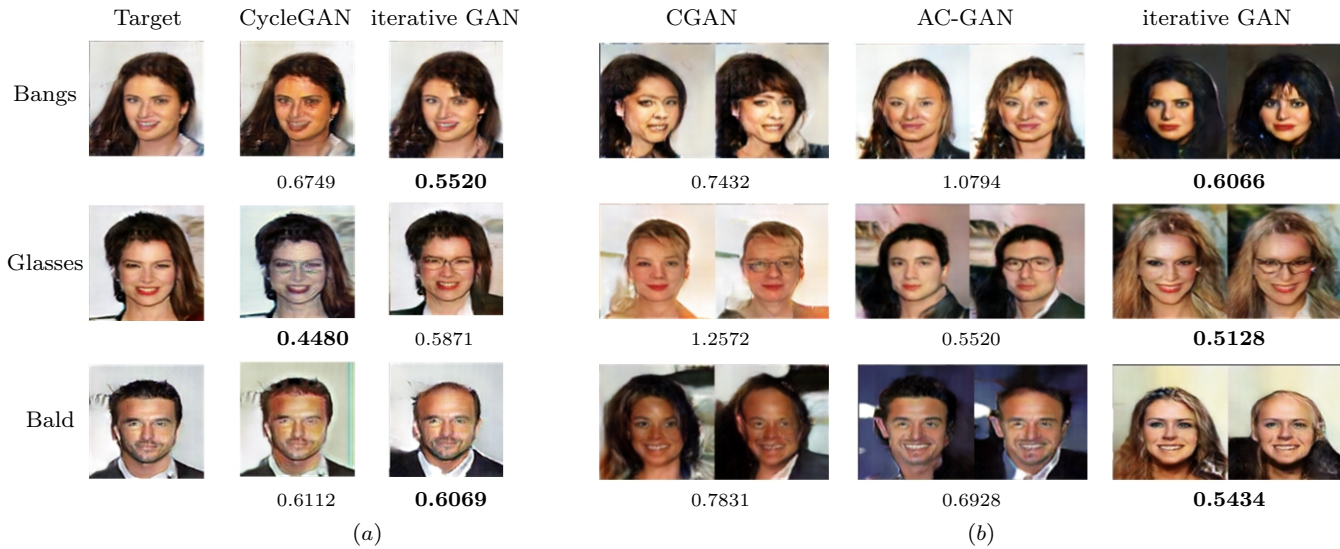 Target CycleGAN iterative GAN CGAN AC-GAN iterative GAN
Bangs
0.6749 0.5520 0.7432 1.0794 0.6066
Glasses
0.4480 0.5871 1.2572 0.5520 0.5128
Bald
0.6112 0.6069 0.7831 0.6928 0.5434
(a) (b)